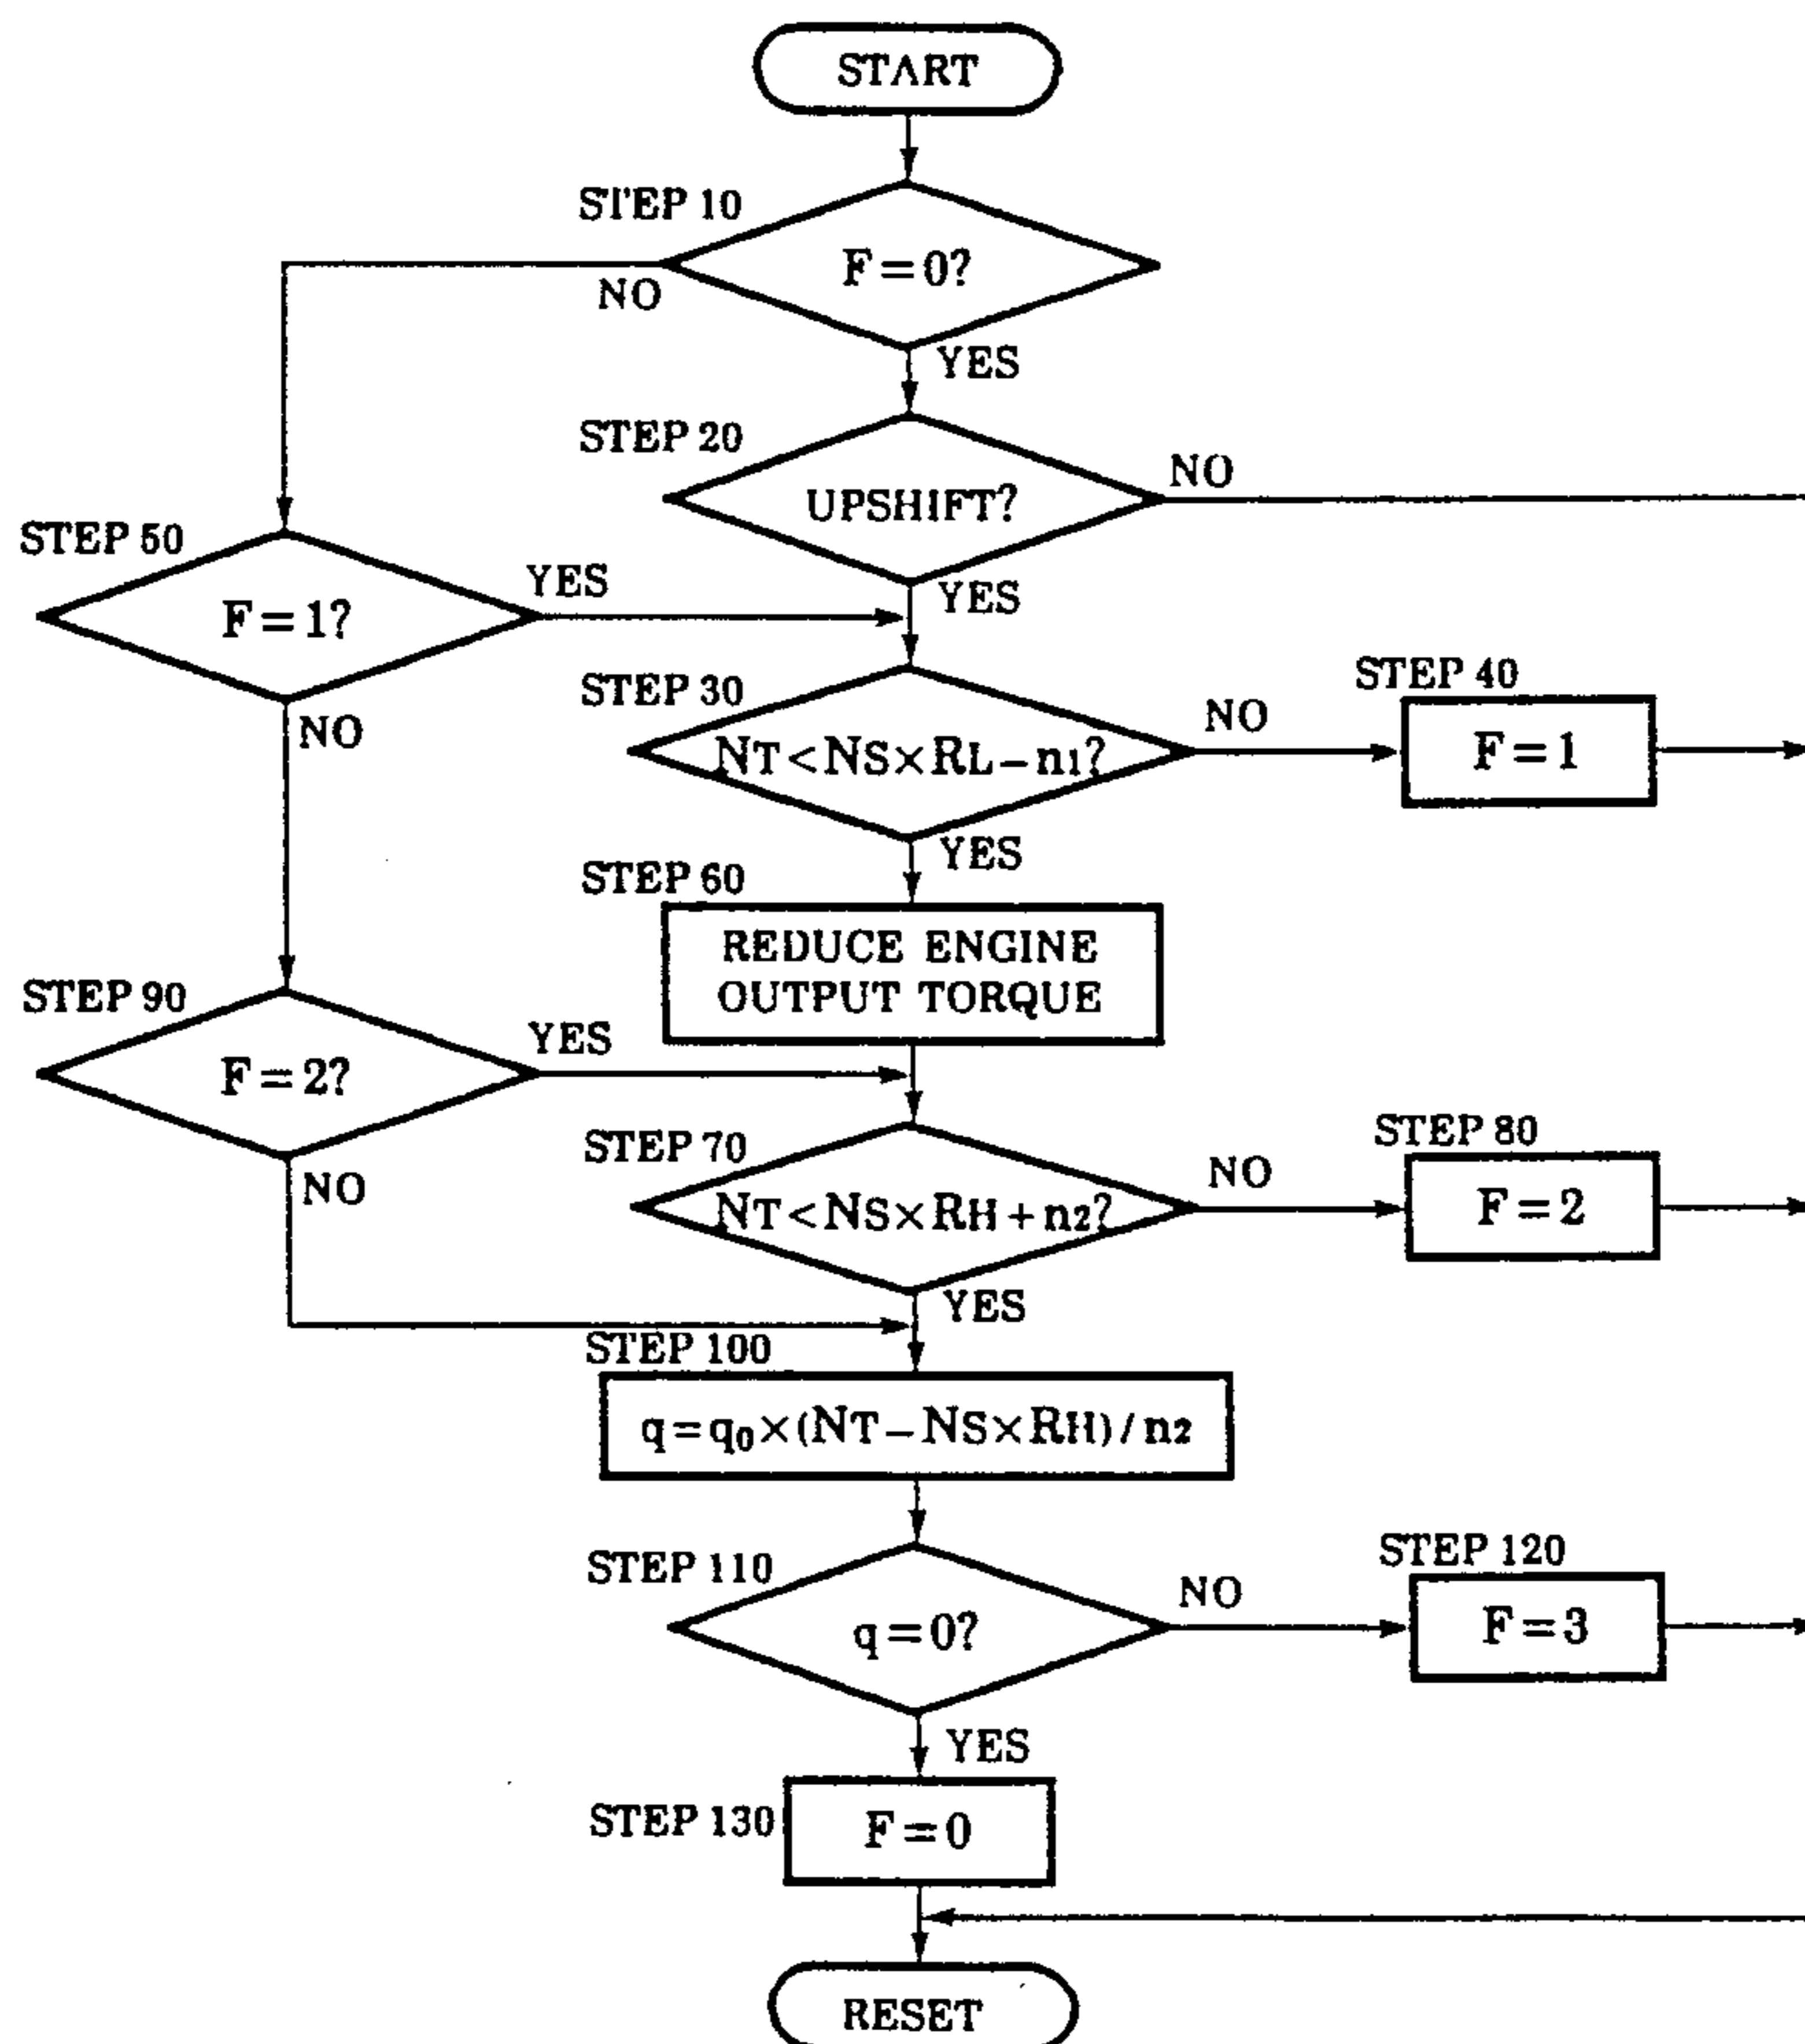 START
STEP 10
F=0?
NO
YES
STEP 20
NO
UPSHIFT?
STEP 50
YES
YES
F=1?
STEP 30
STEP 40
NO
NO
NT<NS×RL−n1?
F=1
YES
STEP 60
REDUCE ENGINE
OUTPUT TORQUE
STEP 90
YES
F=2?
STEP 70
STEP 80
NO
NO
NT<NS×RH+n2?
F=2
YES
STEP 100
q=q0×(NT−NS×RH)/n2
STEP 110
STEP 120
NO
q=0?
F=3
YES
STEP 130
F=0
RESET